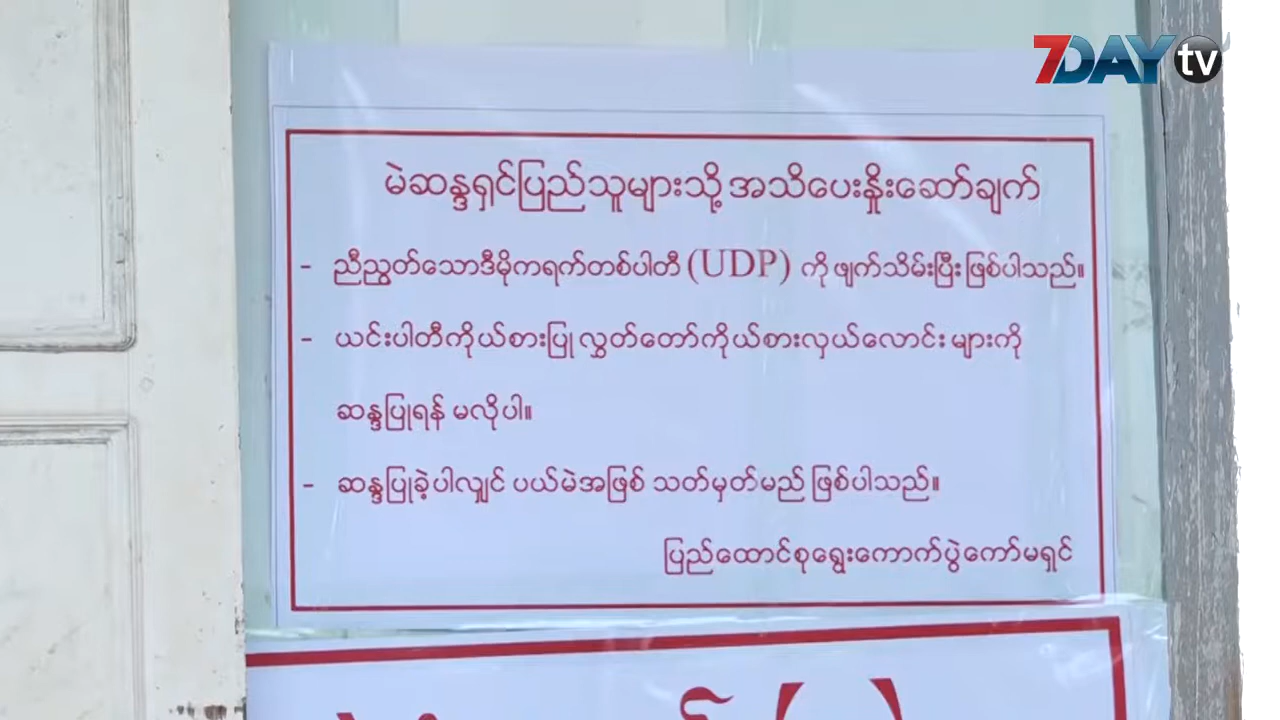 7DAY tv
မဲဆန္ဒရှင်ပြည်သူများသို့ အသိပေးနှိုးဆော်ချက်
- ညီညွတ်သောဒီမိုကရက်တစ်ပါတီ (UDP) ကို ဖျက်သိမ်းပြီး ဖြစ်ပါသည်။
- ယင်းပါတီကိုယ်စားပြု လွှတ်တော်ကိုယ်စားလှယ်လောင်း များကို
ဆန္ဒပြုရန် မလိုပါ။
- ဆန္ဒပြုခဲ့ပါလျှင် ပယ်မဲအဖြစ် သတ်မှတ်မည် ဖြစ်ပါသည်။
ပြည်ထောင်စုရွေးကောက်ပွဲကော်မရှင်